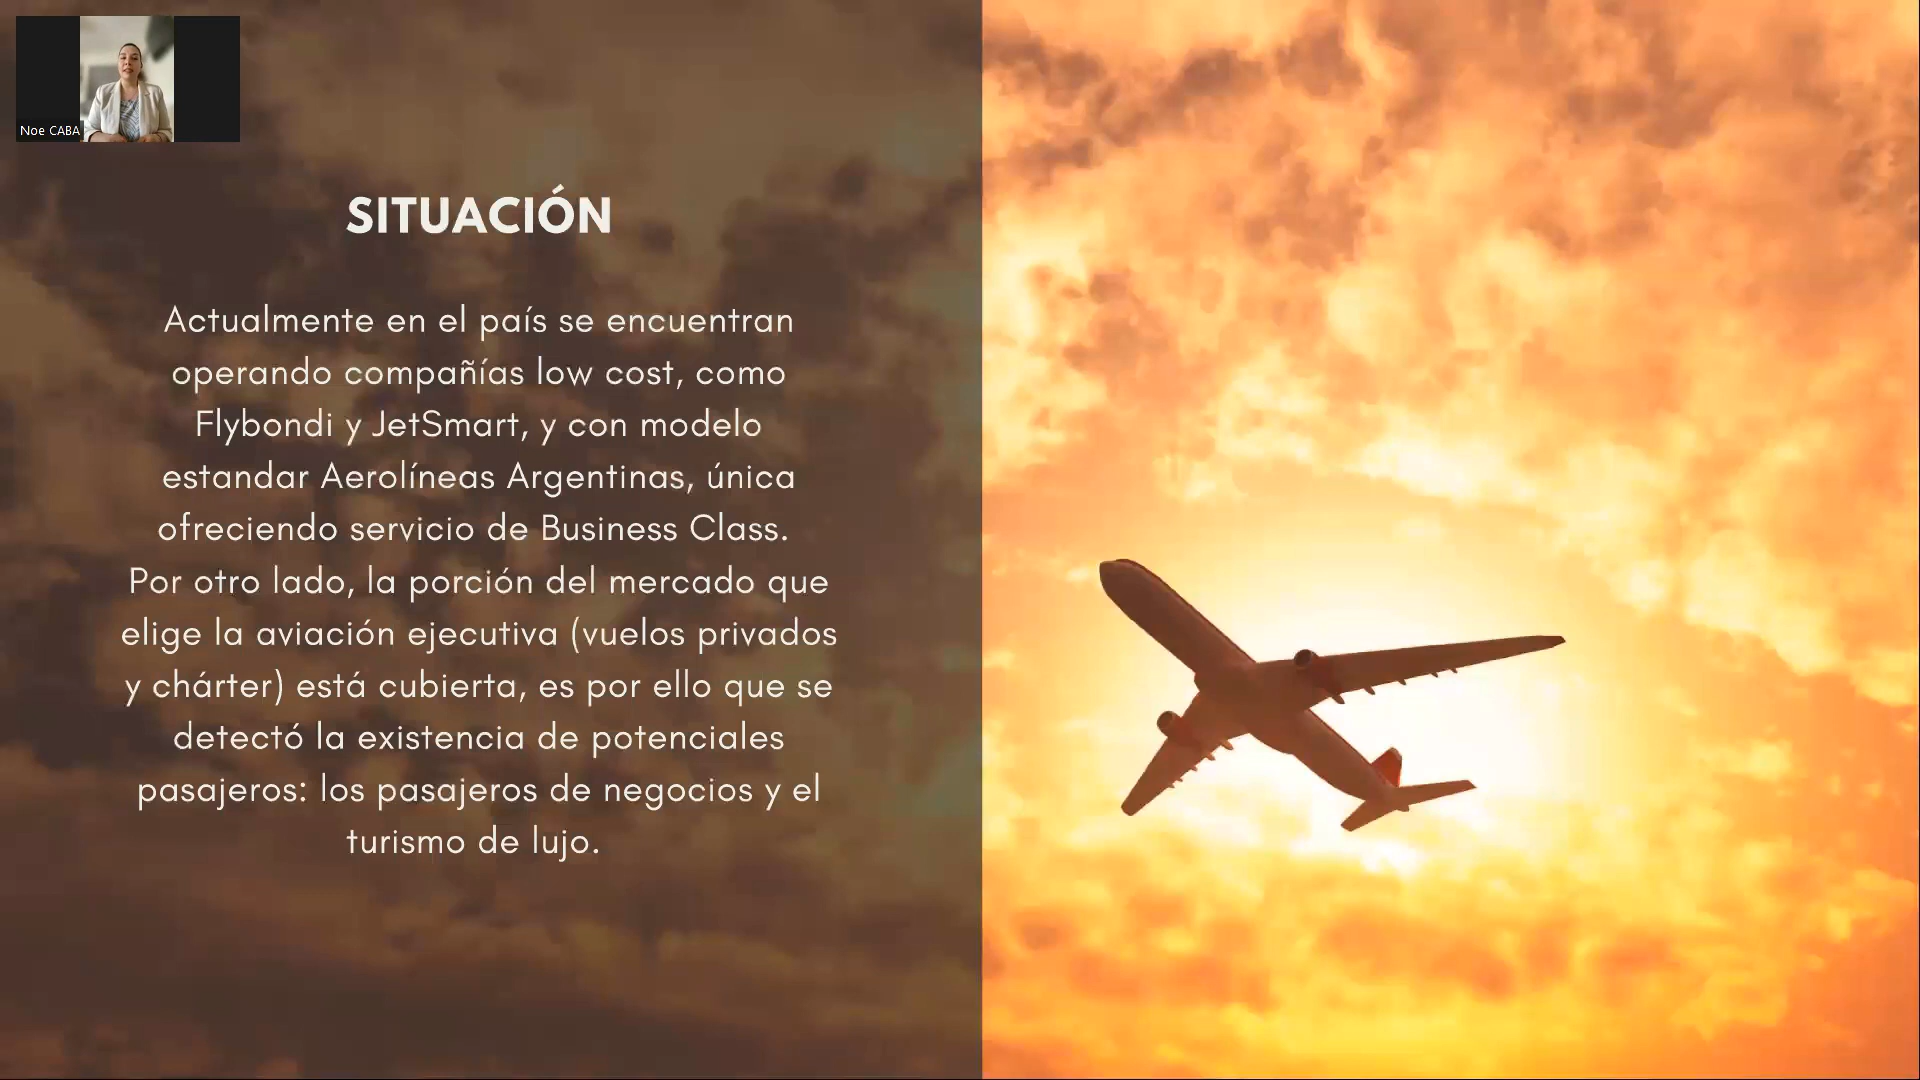 Noe CABA
SITUACIÓN
Actualmente en el país se encuentran
operando compañías low cost, como
Flybondi y JetSmart, y con modelo
estandar Aerolíneas Argentinas, única
ofreciendo servicio de Business Class.
Por otro lado, la porción del mercado que
elige la aviación ejecutiva (vuelos privados
y chárter) está cubierta, es por ello que se
detectó la existencia de potenciales
pasajeros: los pasajeros de negocios y el
turismo de lujo.